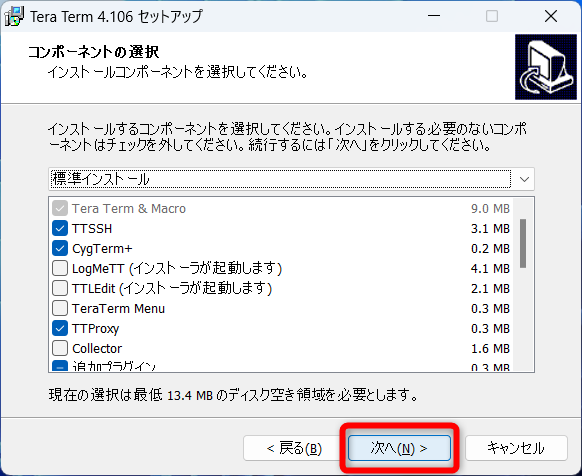 Tera Term 4.106 セットアップ
コンポーネントの選択
インストールコンポーネントを選択してください。
インストールするコンポーネントを選択してください。インストールする必要のないコンポ
ーネントはチェックを外してください。続行するには「次へ」をクリックしてください。
標準インストール
Tera Term & Macro 9.0 MB
TTSSH 3.1 MB
CygTerm+ 0.2 MB
LogMeTT (インストーラが起動します) 4.1 MB
TTLEdit (インストーラが起動します) 2.1 MB
TeraTerm Menu 0.3 MB
TTProxy 0.3 MB
Collector 1.6 MB
追加プラグイン 0.3 MB
現在の選択は最低 13.4 MB のディスク空き領域を必要とします。
< 戻る(B) 次へ(N) > キャンセル